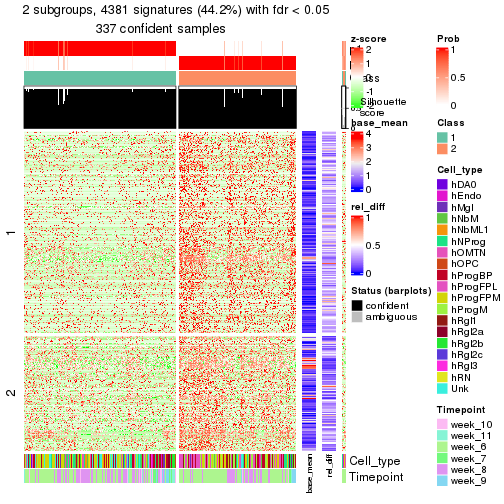 2 subgroups, 4381 signatures (44.2%) with fdr < 0.05
337 confident samples
1
2
Cell_type
Timepoint
base_mean
rel_diff
z-score
2
1
0
-1
-2
Silhouette
score
base_mean
4
3
2
1
0
rel_diff
1
0.5
0
Status (barplots)
confident
ambiguous
Prob
1
0.5
0
Class
1
2
Cell_type
hDA0
hEndo
hMgl
hNbM
hNbML1
hNProg
hOMTN
hOPC
hProgBP
hProgFPL
hProgFPM
hProgM
hRgl1
hRgl2a
hRgl2b
hRgl2c
hRgl3
hRN
Unk
Timepoint
week_10
week_11
week_6
week_7
week_8
week_9